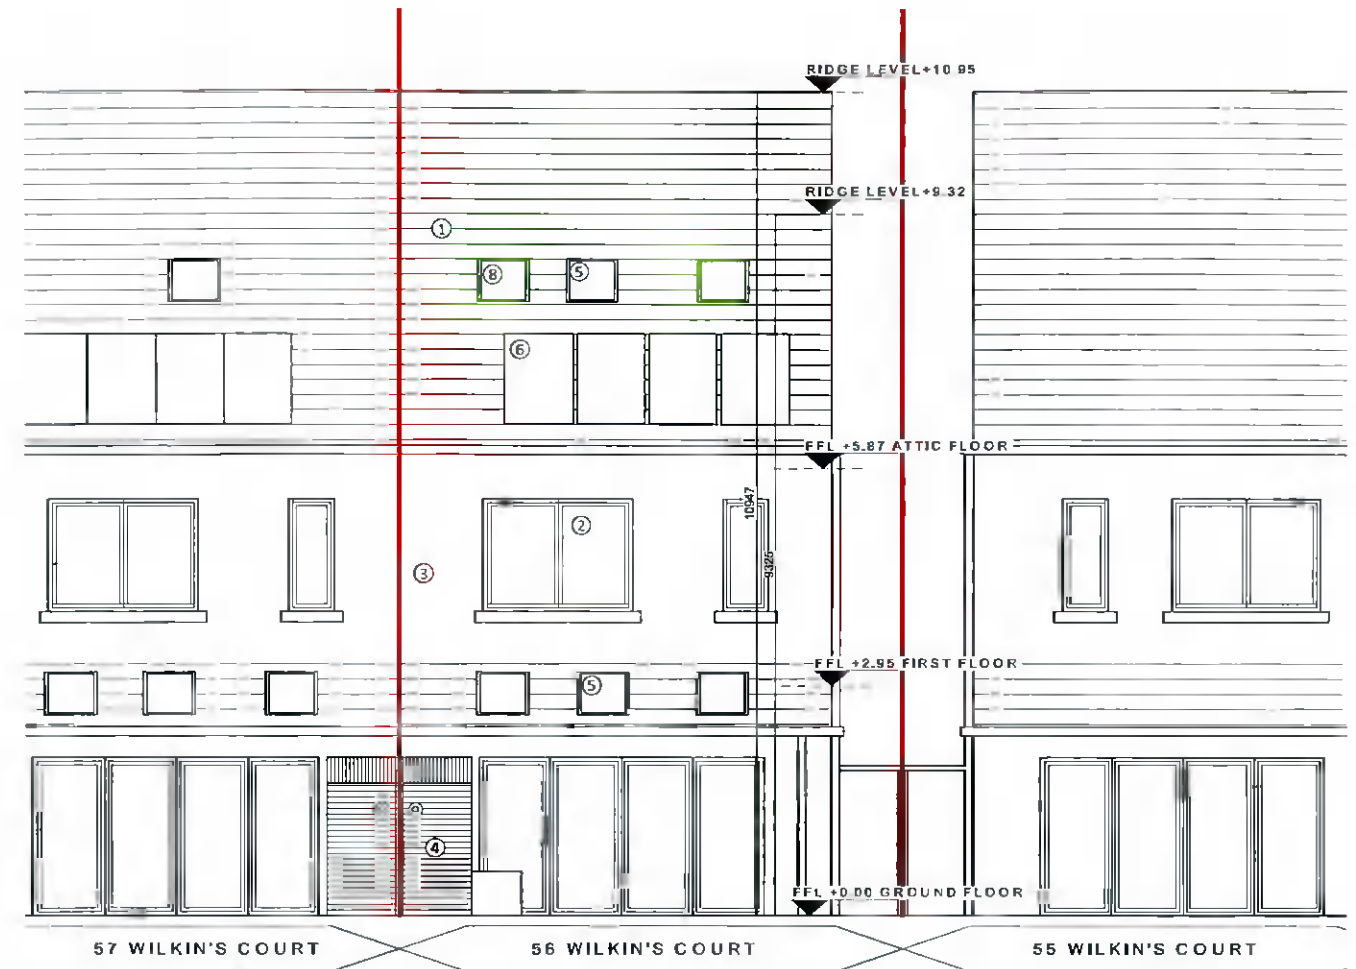 RIDGE LEVEL+10.95
RIDGE LEVEL+9.32
1
8
5
6
FFL +5.87 ATTIC FLOOR
10947
2
9325
3
FFL +2.95 FIRST FLOOR
5
9
4
FFL +0.00 GROUND FLOOR
57 WILKIN'S COURT
56 WILKIN'S COURT
55 WILKIN'S COURT